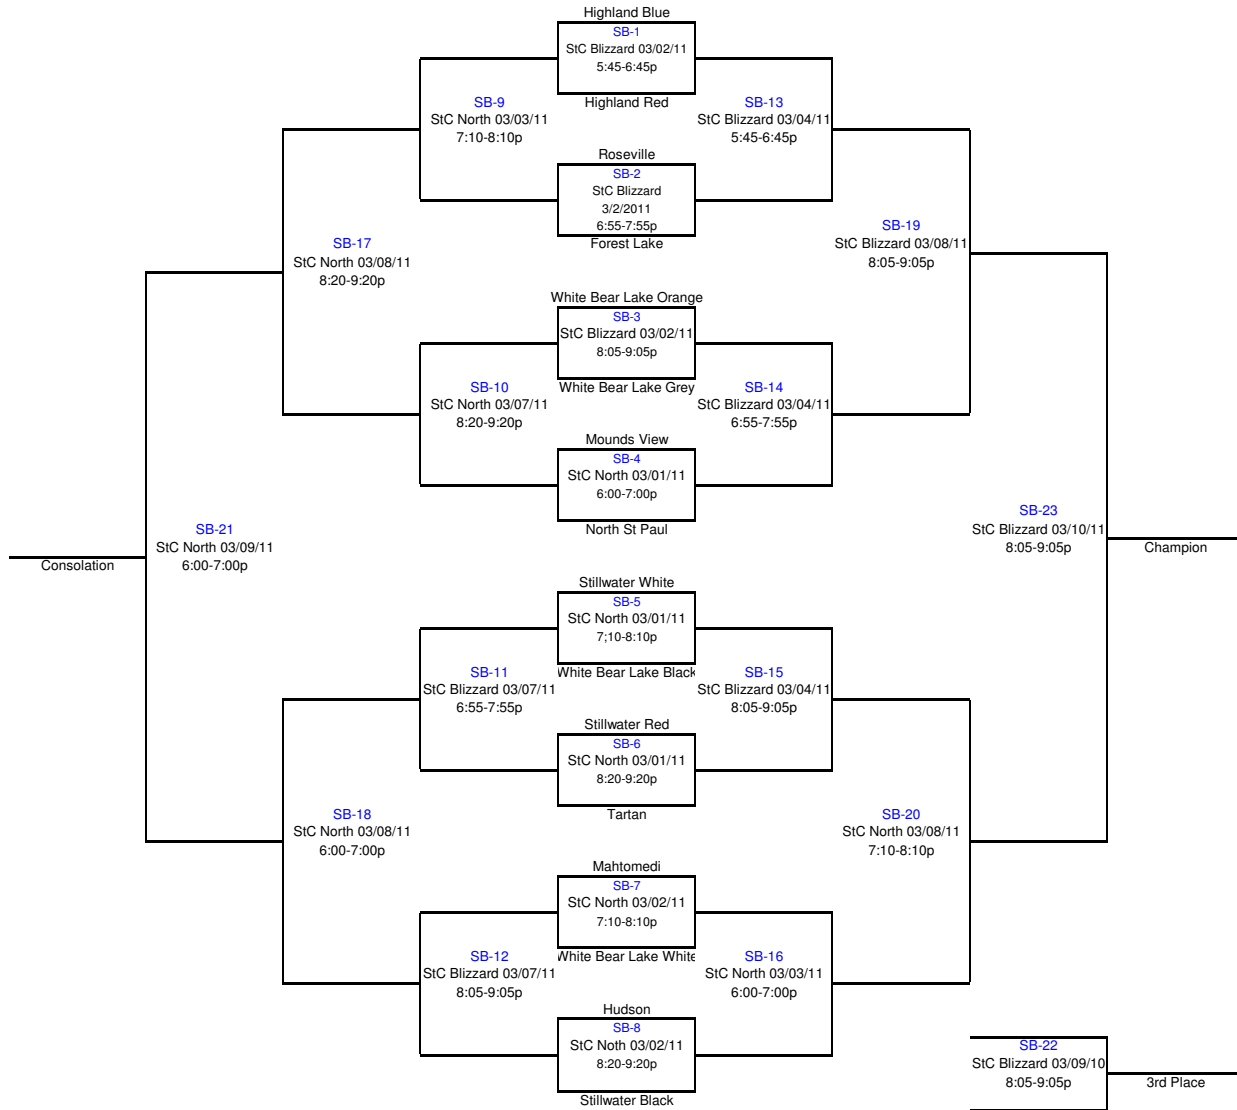 Highland Blue
SB-1
StC Blizzard 03/02/11
5:45-6:45p
Highland Red
SB-9
StC North 03/03/11
7:10-8:10p
SB-13
StC Blizzard 03/04/11
5:45-6:45p
Roseville
SB-2
StC Blizzard
3/2/2011
6:55-7:55p
Forest Lake
SB-17
StC North 03/08/11
8:20-9:20p
SB-19
StC Blizzard 03/08/11
8:05-9:05p
White Bear Lake Orange
SB-3
StC Blizzard 03/02/11
8:05-9:05p
White Bear Lake Grey
SB-10
StC North 03/07/11
8:20-9:20p
SB-14
StC Blizzard 03/04/11
6:55-7:55p
Mounds View
SB-4
StC North 03/01/11
6:00-7:00p
North St Paul
SB-21
StC North 03/09/11
6:00-7:00p
Consolation
SB-23
StC Blizzard 03/10/11
8:05-9:05p
Champion
Stillwater White
SB-5
StC North 03/01/11
7;10-8:10p
White Bear Lake Black
SB-11
StC Blizzard 03/07/11
6:55-7:55p
SB-15
StC Blizzard 03/04/11
8:05-9:05p
Stillwater Red
SB-6
StC North 03/01/11
8:20-9:20p
Tartan
SB-18
StC North 03/08/11
6:00-7:00p
SB-20
StC North 03/08/11
7:10-8:10p
Mahtomedi
SB-7
StC North 03/02/11
7:10-8:10p
White Bear Lake White
SB-12
StC Blizzard 03/07/11
8:05-9:05p
SB-16
StC North 03/03/11
6:00-7:00p
Hudson
SB-8
StC Noth 03/02/11
8:20-9:20p
Stillwater Black
SB-22
StC Blizzard 03/09/10
8:05-9:05p
3rd Place